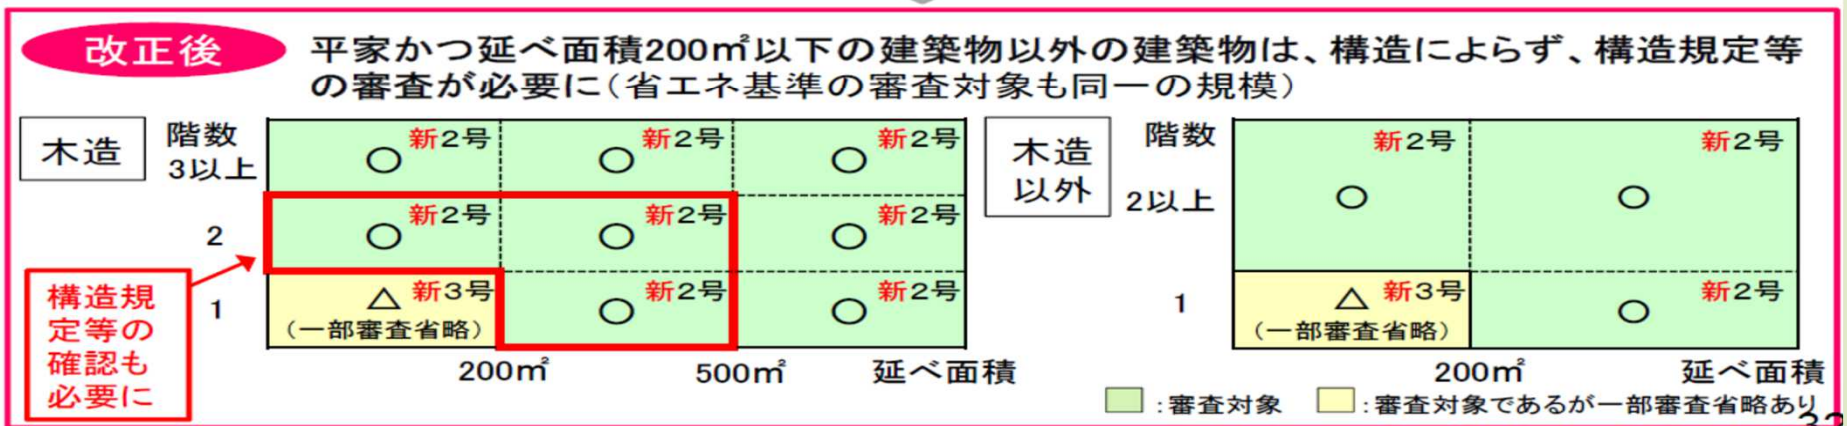 改正後
平家かつ延べ面積200㎡以下の建築物以外の建築物は、構造によらず、構造規定等
の審査が必要に（省エネ基準の審査対象も同一の規模）
木造
階数
3以上
新2号
○
新2号
○
新2号
○
2
新2号
○
新2号
○
新2号
○
1
△ 新3号
（一部審査省略）
新2号
○
新2号
○
200㎡
500㎡
延べ面積
構造規
定等の
確認も
必要に
木造
以外
階数
2以上
新2号
○
新2号
○
1
△ 新3号
（一部審査省略）
新2号
○
200㎡
延べ面積
：審査対象
：審査対象であるが一部審査省略あり